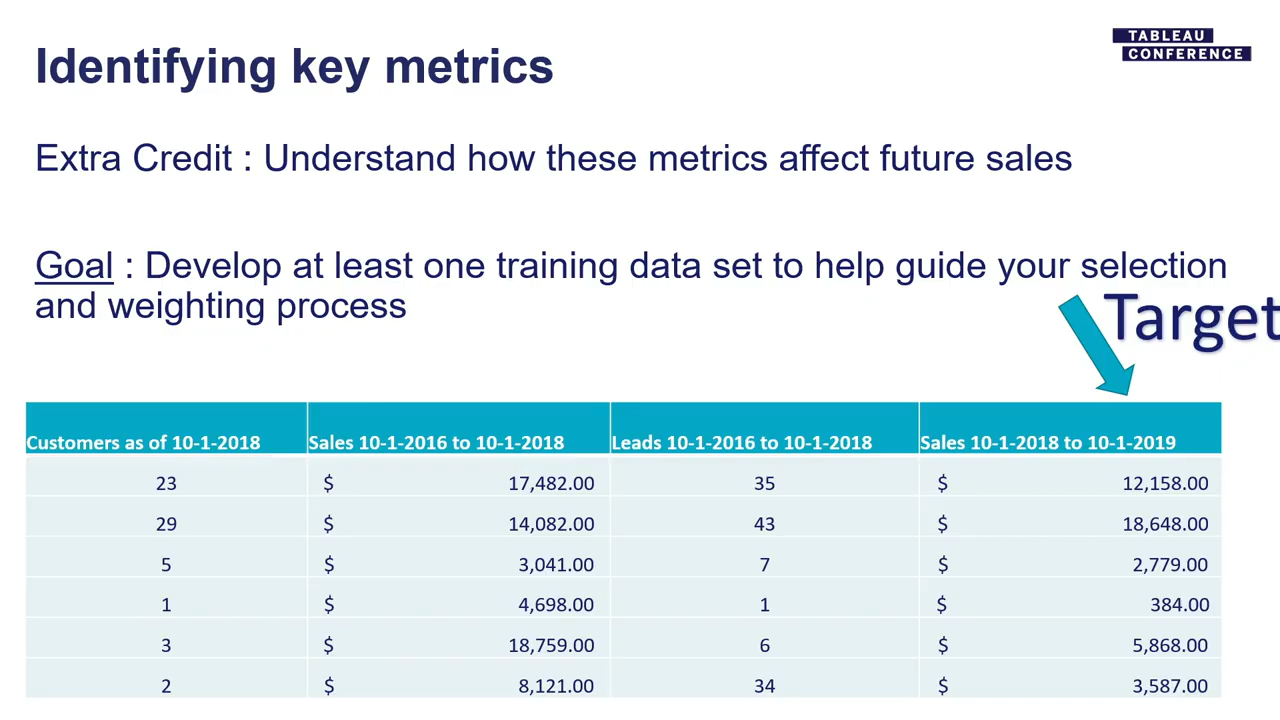 TABLEAU
CONFERENCE
Identifying key metrics
Extra Credit : Understand how these metrics affect future sales
Goal : Develop at least one training data set to help guide your selection
and weighting process
Target
Customers as of 10-1-2018 Sales 10-1-2016 to 10-1-2018 Leads 10-1-2016 to 10-1-2018 Sales 10-1-2018 to 10-1-2019
23 $ 17,482.00 35 $ 12,158.00
29 $ 14,082.00 43 $ 18,648.00
5 $ 3,041.00 7 $ 2,779.00
1 $ 4,698.00 1 $ 384.00
3 $ 18,759.00 6 $ 5,868.00
2 $ 8,121.00 34 $ 3,587.00